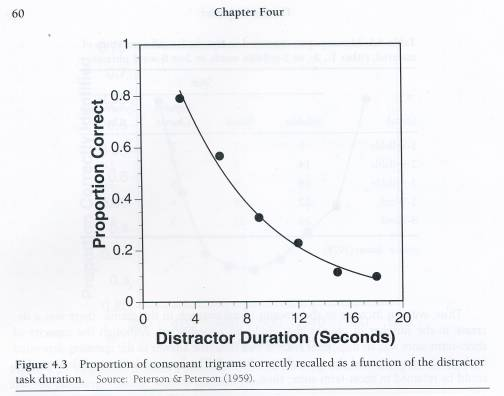 60
Chapter Four
1
0.8
0.6
0.4
0.2
0
Proportion Correct
0 4 8 12 16 20
Distractor Duration (Seconds)
Figure 4.3 Proportion of consonant trigrams correctly recalled as a function of the distractor
task duration. Source: Peterson & Peterson (1959).